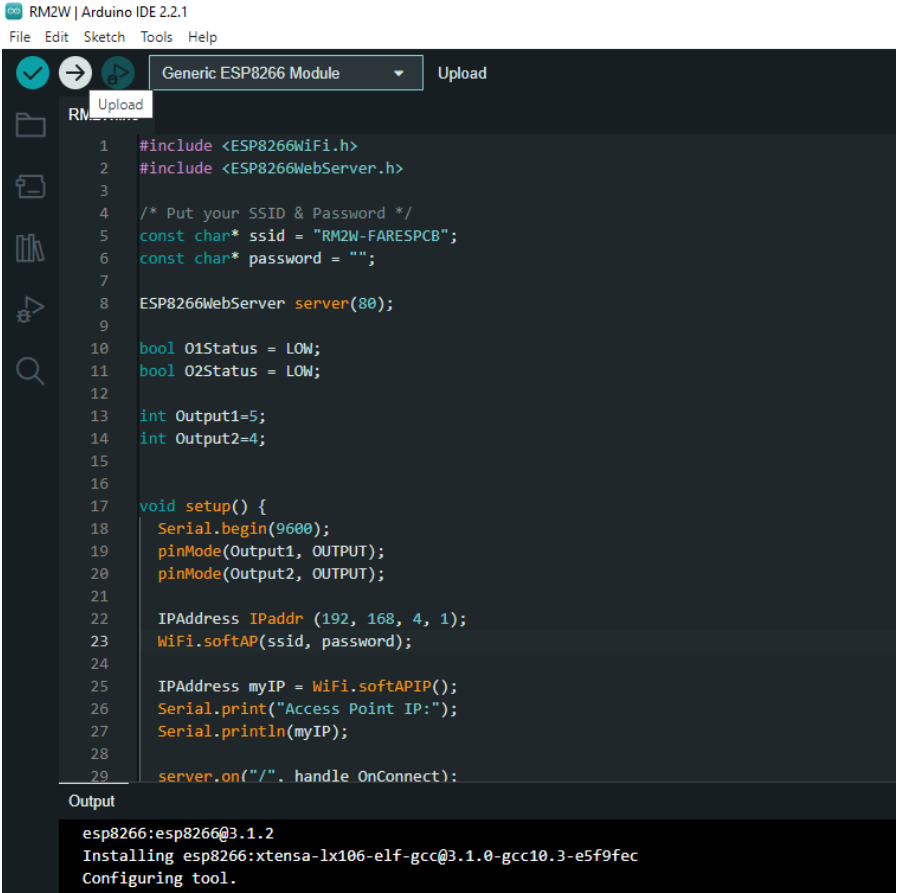 RM2W | Arduino IDE 2.2.1
File Edit Sketch Tools Help
Generic ESP8266 Module
Upload
Upload
1 #include <ESP8266WiFi.h>
2 #include <ESP8266WebServer.h>
3
4 /* Put your SSID & Password */
5 const char* ssid = "RM2W-FARESPCB";
6 const char* password = "";
7
8 ESP8266WebServer server(80);
9
10 bool O1Status = LOW;
11 bool O2Status = LOW;
12
13 int Output1=5;
14 int Output2=4;
15
16
17 void setup() {
18 Serial.begin(9600);
19 pinMode(Output1, OUTPUT);
20 pinMode(Output2, OUTPUT);
21
22 IPAddress IPaddr (192, 168, 4, 1);
23 WiFi.softAP(ssid, password);
24
25 IPAddress myIP = WiFi.softAPIP();
26 Serial.print("Access Point IP:");
27 Serial.println(myIP);
28
29 server.on("/", handle_OnConnect);
Output
esp8266:esp8266@3.1.2
Installing esp8266:xtensa-lx106-elf-gcc@3.1.0-gcc10.3-e5f9fec
Configuring tool.